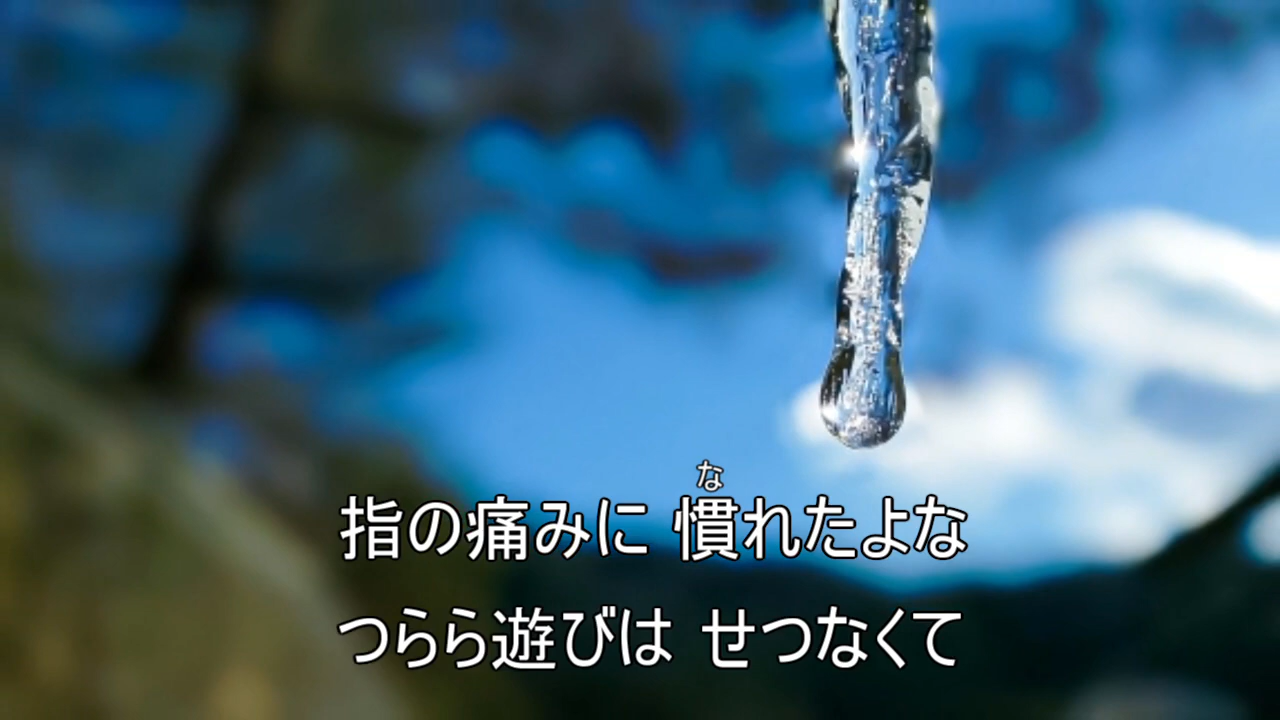 な
指の痛みに 慣れたよな
つらら遊びは せつなくて